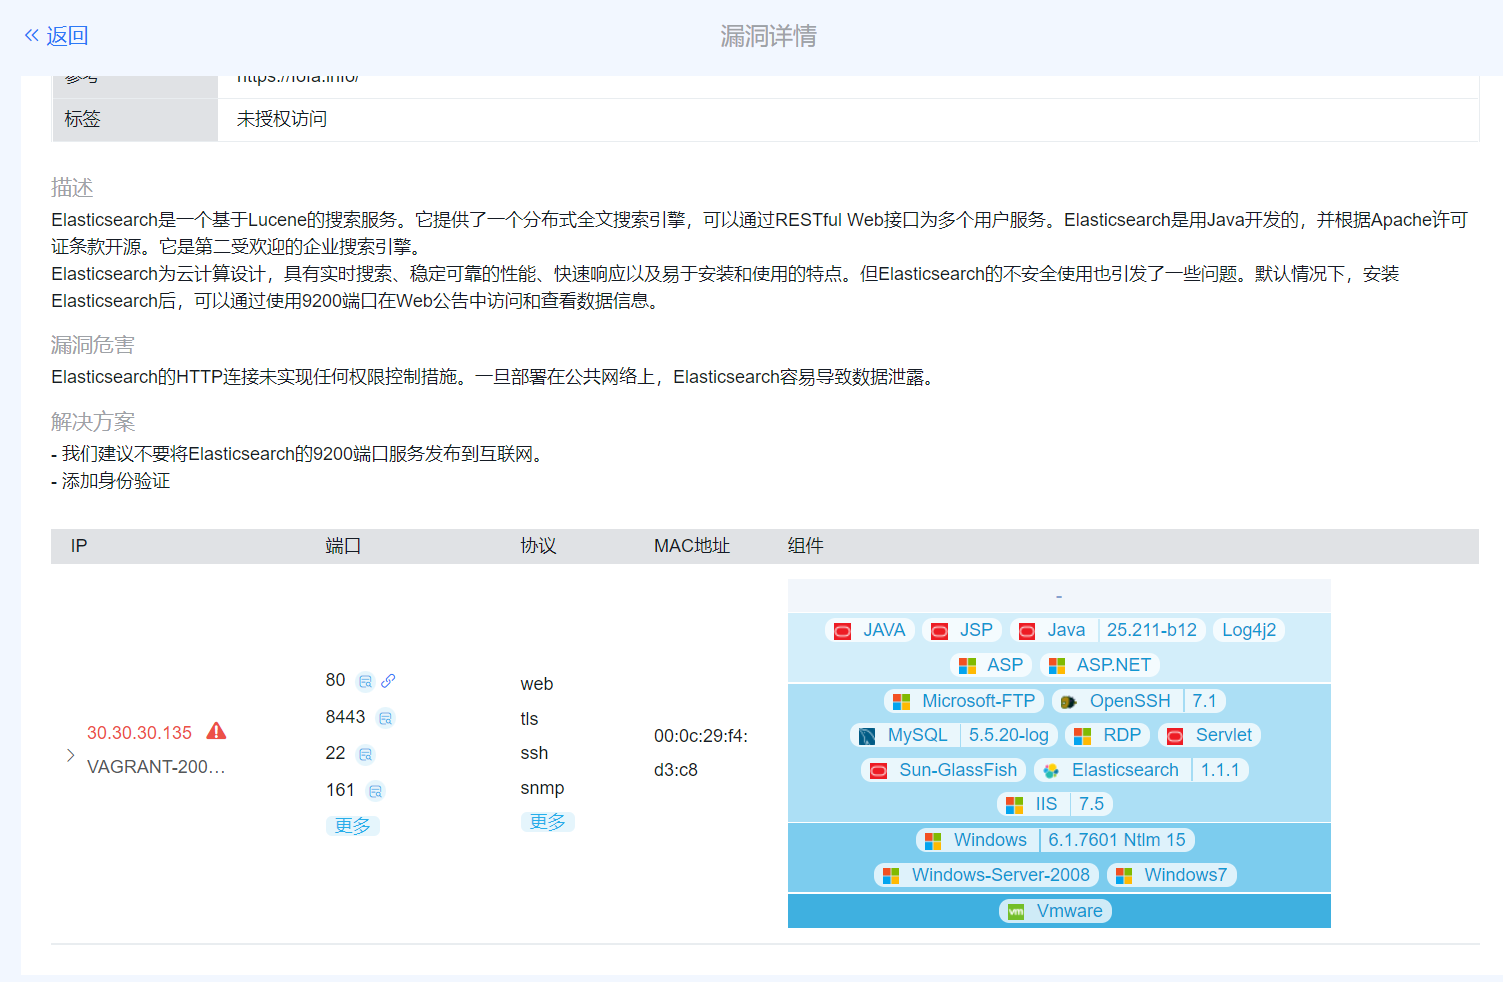 返回
漏洞详情
参考 https://fofa.info/
标签 未授权访问
描述
Elasticsearch是一个基于Lucene的搜索服务。它提供了一个分布式全文搜索引擎，可以通过RESTful Web接口为多个用户服务。Elasticsearch是用Java开发的，并根据Apache许可
证条款开源。它是第二受欢迎的企业搜索引擎。
Elasticsearch为云计算设计，具有实时搜索、稳定可靠的性能、快速响应以及易于安装和使用的特点。但Elasticsearch的不安全使用也引发了一些问题。默认情况下，安装
Elasticsearch后，可以通过使用9200端口在Web公告中访问和查看数据信息。
漏洞危害
Elasticsearch的HTTP连接未实现任何权限控制措施。一旦部署在公共网络上，Elasticsearch容易导致数据泄露。
解决方案
- 我们建议不要将Elasticsearch的9200端口服务发布到互联网。
- 添加身份验证
IP 端口 协议 MAC地址 组件
30.30.30.135
VAGRANT-200...
80
8443
22
161
更多
web
tls
ssh
snmp
更多
00:0c:29:f4:
d3:c8
-
JAVA JSP Java 25.211-b12 Log4j2
ASP ASP.NET
Microsoft-FTP OpenSSH 7.1
MySQL 5.5.20-log RDP Servlet
Sun-GlassFish Elasticsearch 1.1.1
IIS 7.5
Windows 6.1.7601 Ntlm 15
Windows-Server-2008 Windows7
vm Vmware